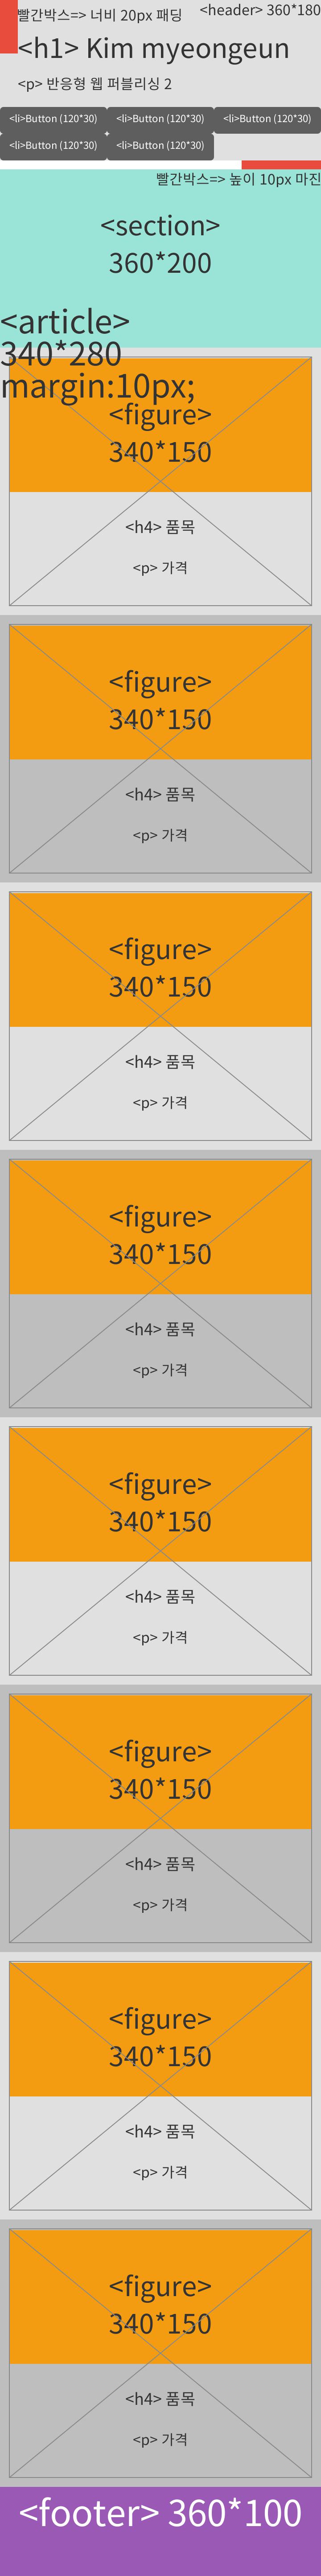 빨간박스=> 너비 20px 패딩
<header> 360*180
<h1> Kim myeongeun
<p> 반응형 웹 퍼블리싱 2
<li>Button (120*30)
<li>Button (120*30)
<li>Button (120*30)
<li>Button (120*30)
<li>Button (120*30)
빨간박스=> 높이 10px 마진
<section>
360*200
<article>
340*280
margin:10px;
<figure>
340*150
<h4> 품목
<p> 가격
<figure>
340*150
<h4> 품목
<p> 가격
<figure>
340*150
<h4> 품목
<p> 가격
<figure>
340*150
<h4> 품목
<p> 가격
<figure>
340*150
<h4> 품목
<p> 가격
<figure>
340*150
<h4> 품목
<p> 가격
<figure>
340*150
<h4> 품목
<p> 가격
<figure>
340*150
<h4> 품목
<p> 가격
<footer> 360*100